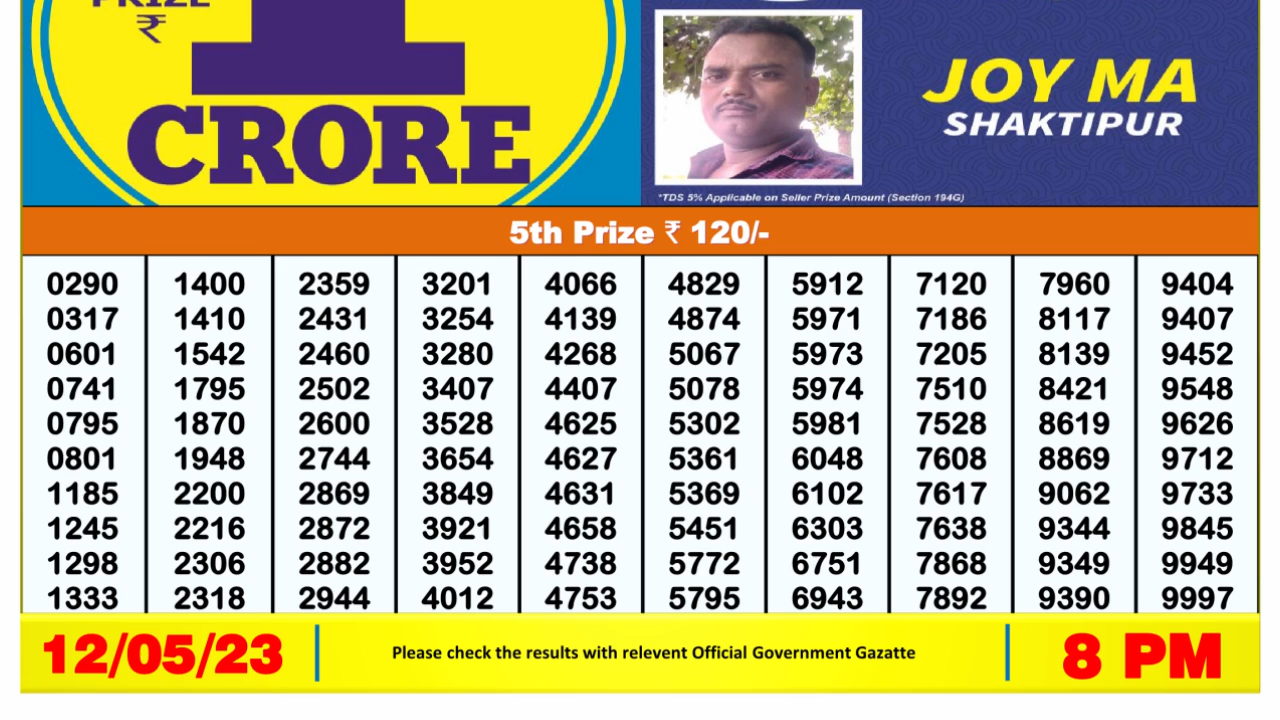 PRIZE
₹
1
CRORE
JOY MA
SHAKTIPUR
*TDS 5% Applicable on Seller Prize Amount (Section 194G)
5th Prize ₹ 120/-
0290 1400 2359 3201 4066 4829 5912 7120 7960 9404
0317 1410 2431 3254 4139 4874 5971 7186 8117 9407
0601 1542 2460 3280 4268 5067 5973 7205 8139 9452
0741 1795 2502 3407 4407 5078 5974 7510 8421 9548
0795 1870 2600 3528 4625 5302 5981 7528 8619 9626
0801 1948 2744 3654 4627 5361 6048 7608 8869 9712
1185 2200 2869 3849 4631 5369 6102 7617 9062 9733
1245 2216 2872 3921 4658 5451 6303 7638 9344 9845
1298 2306 2882 3952 4738 5772 6751 7868 9349 9949
1333 2318 2944 4012 4753 5795 6943 7892 9390 9997
12/05/23
Please check the results with relevent Official Government Gazatte
8 PM